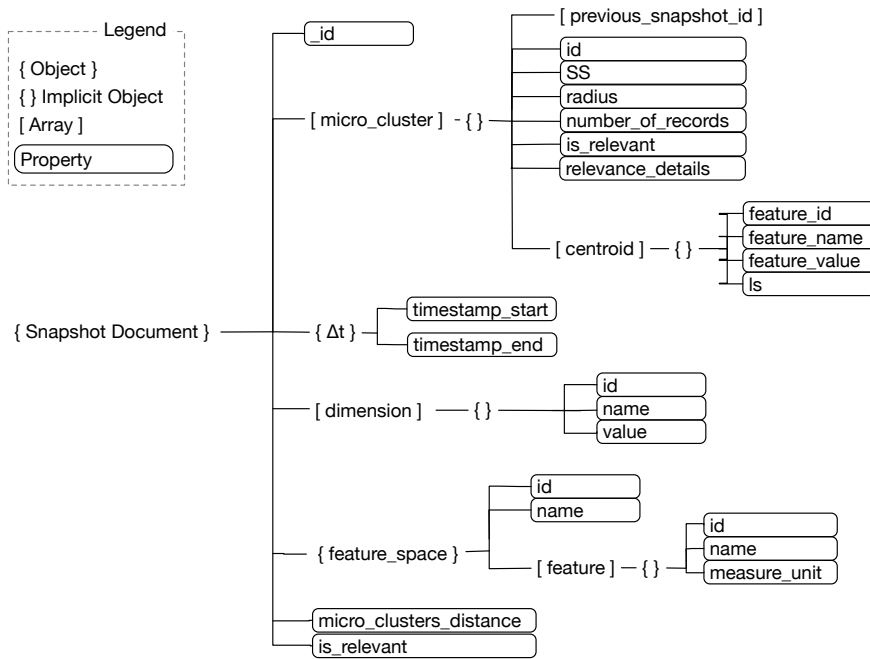 Legend
{ Object }
{ } Implicit Object
[ Array ]
Property
{ Snapshot Document }
_id
[ micro_cluster ]
{ }
[ previous_snapshot_id ]
id
SS
radius
number_of_records
is_relevant
relevance_details
[ centroid ]
{ }
feature_id
feature_name
feature_value
ls
{ Δt }
timestamp_start
timestamp_end
[ dimension ]
{ }
id
name
value
{ feature_space }
id
name
[ feature ]
{ }
id
name
measure_unit
micro_clusters_distance
is_relevant